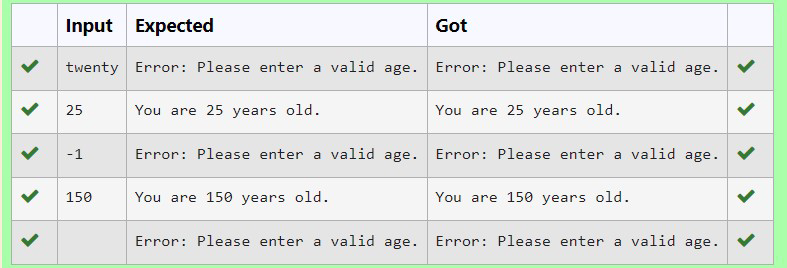 Input Expected Got
twenty Error: Please enter a valid age. Error: Please enter a valid age.
25 You are 25 years old. You are 25 years old.
-1 Error: Please enter a valid age. Error: Please enter a valid age.
150 You are 150 years old. You are 150 years old.
Error: Please enter a valid age. Error: Please enter a valid age.